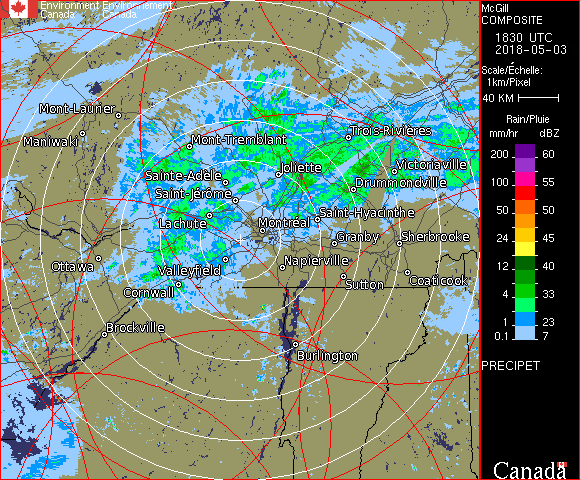 Environment Environnement
Canada Canada
McGill
COMPOSITE
1830 UTC
2018-05-03
Scale/Échelle:
1km/Pixel
40 KM
Rain/Pluie
mm/hr dBZ
200 60
100 55
50 50
24 45
12 40
4 33
1 23
0.1 7
PRECIPET
Canada
Mont-Laurier
Maniwaki
Mont-Tremblant
Trois-Rivières
Sainte-Adèle
Joliette
Victoriaville
Saint-Jérôme
Drummondville
Lachute
Montréal
Saint-Hyacinthe
Granby
Sherbrooke
Ottawa
Valleyfield
Napierville
Cornwall
Sutton
Coaticook
Brockville
Burlington